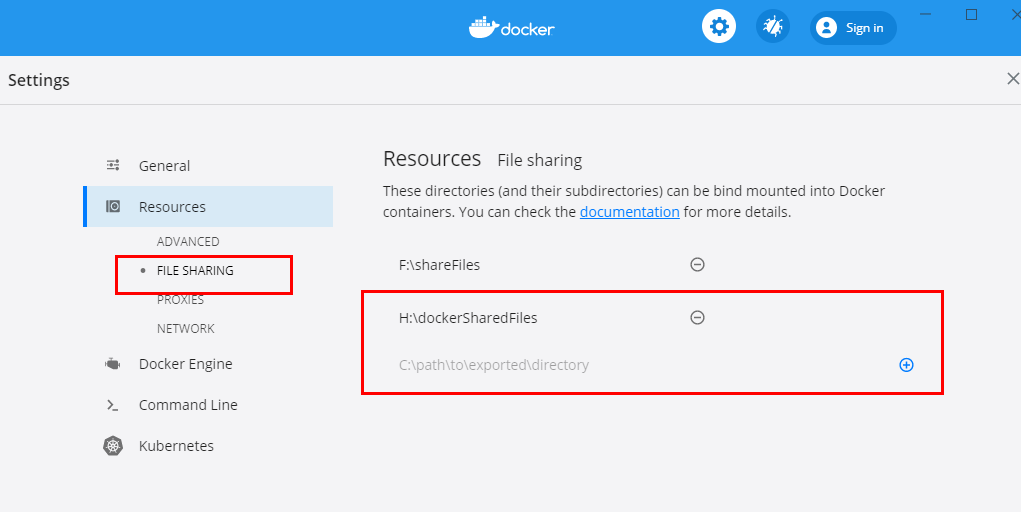 docker
Sign in
Settings
General
Resources
ADVANCED
FILE SHARING
PROXIES
NETWORK
Docker Engine
Command Line
Kubernetes
Resources File sharing
These directories (and their subdirectories) can be bind mounted into Docker
containers. You can check the documentation for more details.
F:\shareFiles
H:\dockerSharedFiles
C:\path\to\exported\directory